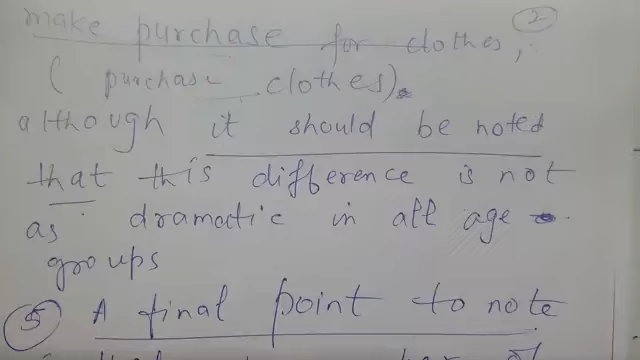 2
make purchase for clothes,
( purchase clothes).
although it should be noted
that this difference is not
as dramatic in all age
groups
5 A final point to note